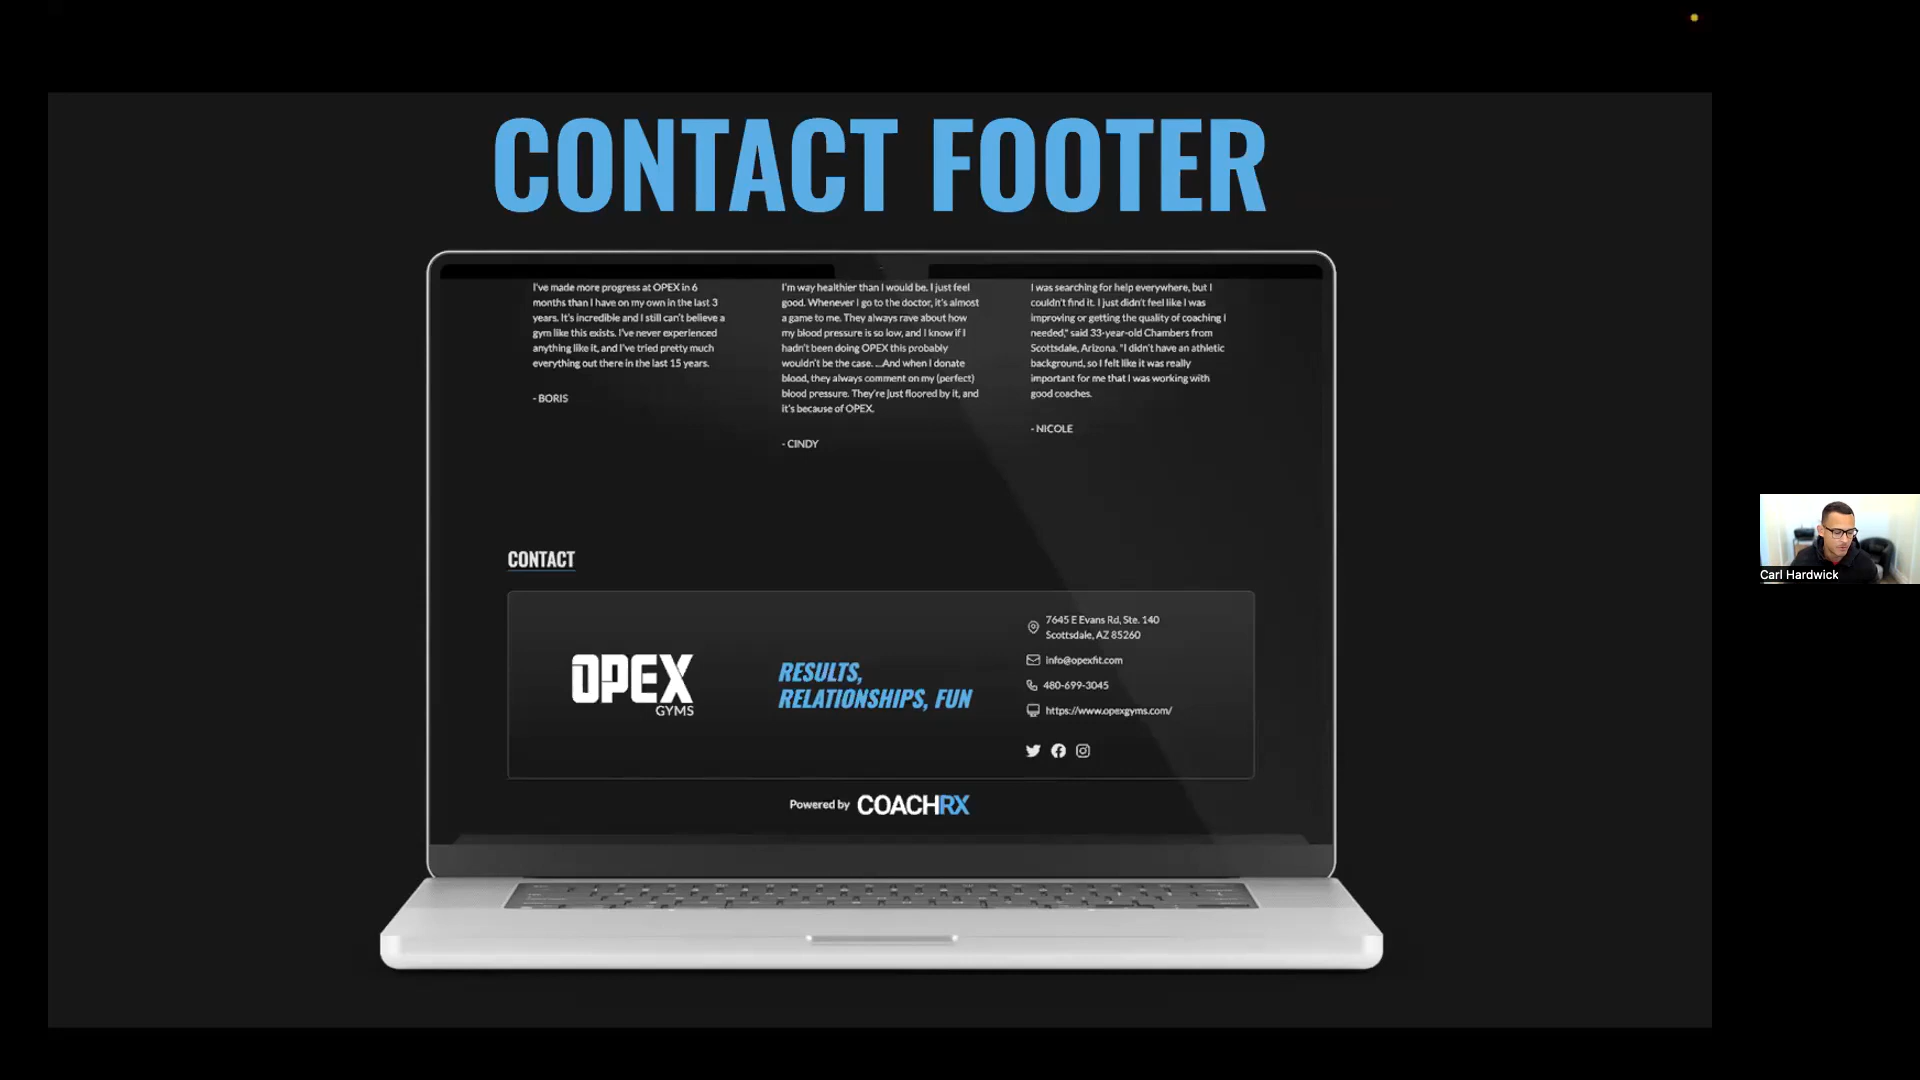 CONTACT FOOTER
I've made more progress at OPEX in 6
months than I have on my own in the last 3
years. It's incredible and I still can't believe a
gym like this exists. I've never experienced
anything like it, and I've tried pretty much
everything out there in the last 15 years.
- BORIS
I'm way healthier than I would be. I just feel
good. Whenever I go to the doctor, it's almost
a game to me. They always rave about how
my blood pressure is so low, and I know if I
hadn't been doing OPEX this probably
wouldn't be the case. ...And when I donate
blood, they always comment on my (perfect)
blood pressure. They're just floored by it, and
it's because of OPEX.
- CINDY
I was searching for help everywhere, but I
couldn't find it. I just didn't feel like I was
improving or getting the quality of coaching I
needed," said 33-year-old Chambers from
Scottsdale, Arizona. "I didn't have an athletic
background, so I felt like it was really
important for me that I was working with
good coaches.
- NICOLE
CONTACT
OPEX
GYMS
RESULTS,
RELATIONSHIPS, FUN
7645 E Evans Rd, Ste. 140
Scottsdale, AZ 85260
info@opexfit.com
480-699-3045
https://www.opexgyms.com/
Powered by COACHRX
Carl Hardwick